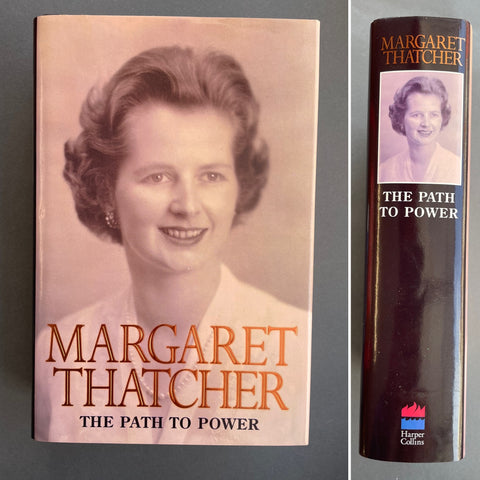 MARGARET
THATCHER
THE PATH TO POWER
MARGARET
THATCHER
THE PATH
TO POWER
Harper
Collins